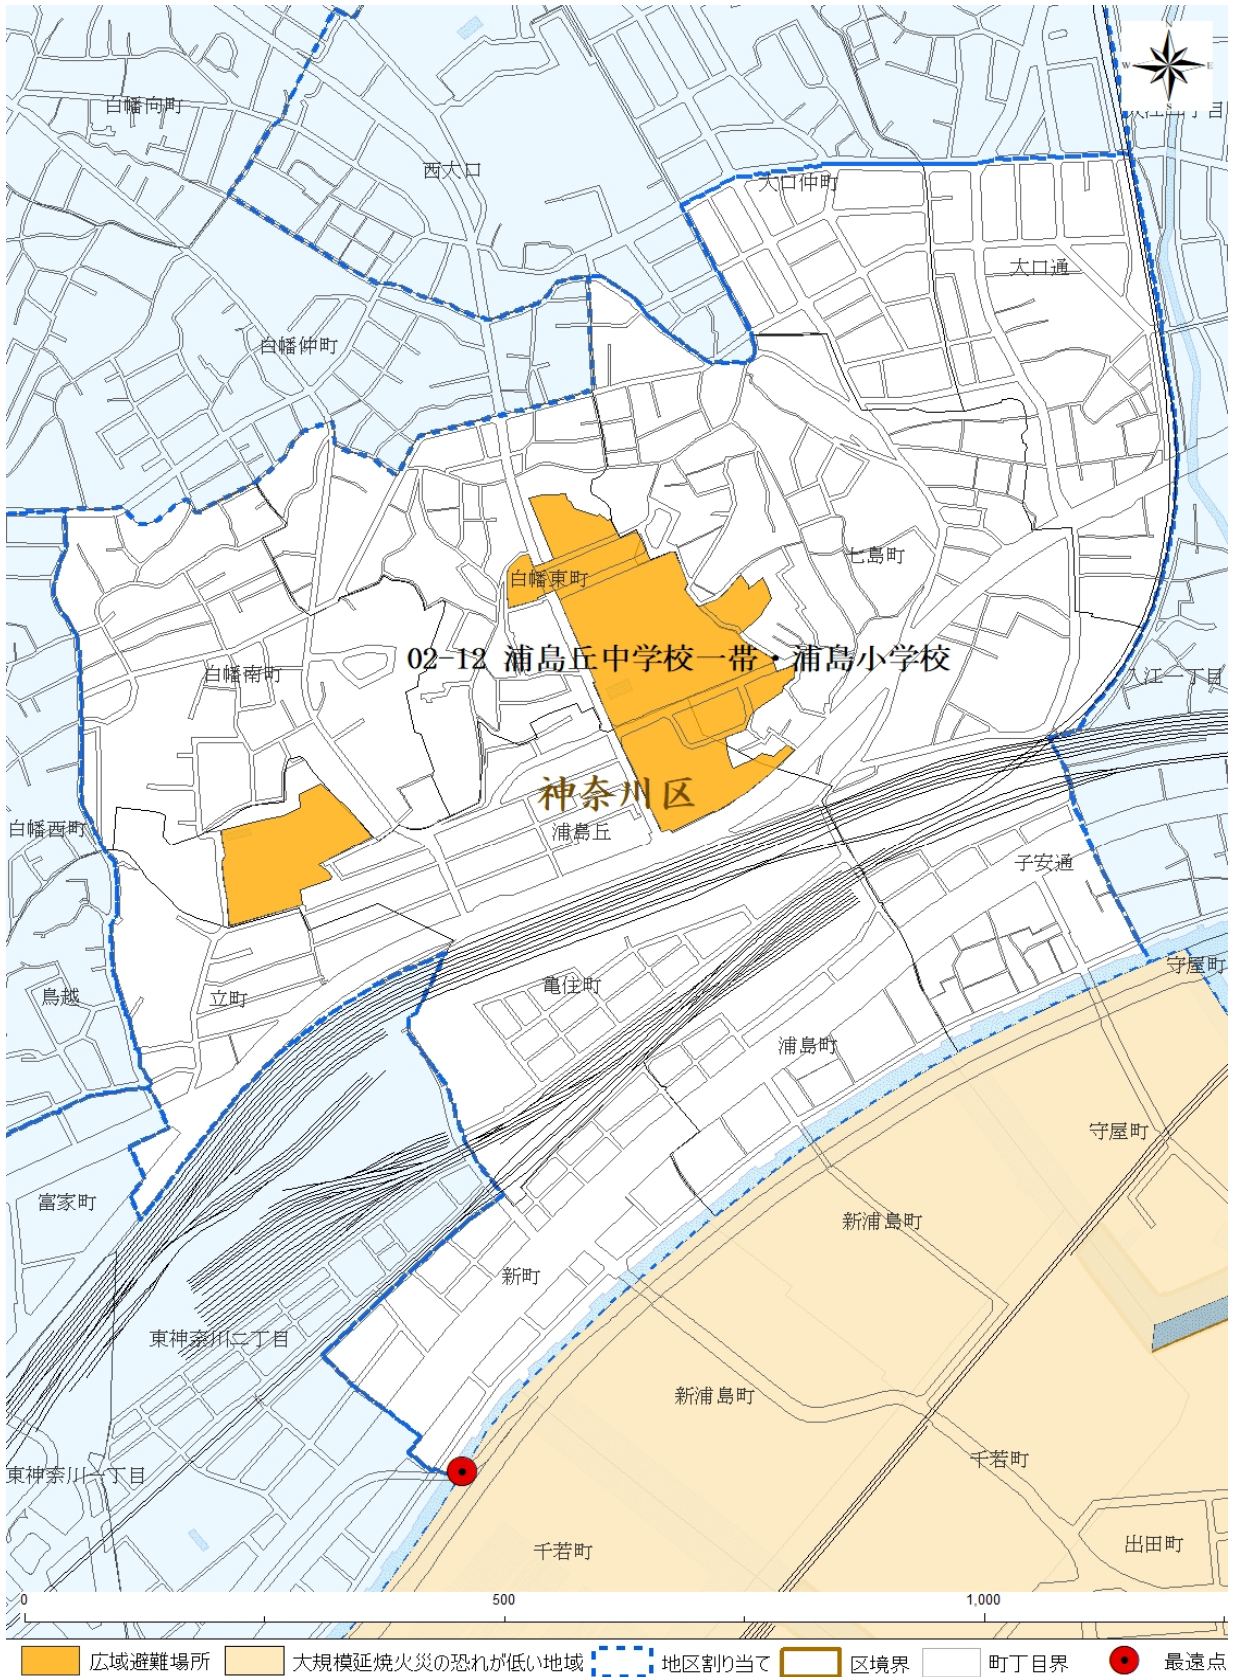 N
W E
S
白幡向町
西大口
大口仲町
大口通
白幡仲町
七島町
白幡東町
02-12 浦島丘中学校一帯・浦島小学校
白幡南町
入江一丁目
神奈川区
白幡西町
浦島丘
子安通
守屋町
鳥越
立町
亀住町
浦島町
守屋町
富家町
新浦島町
新町
東神奈川二丁目
新浦島町
東神奈川一丁目
千若町
千若町
出田町
0 500 1,000
広域避難場所 大規模延焼火災の恐れが低い地域 地区割り当て 区境界 町丁目界 最遠点